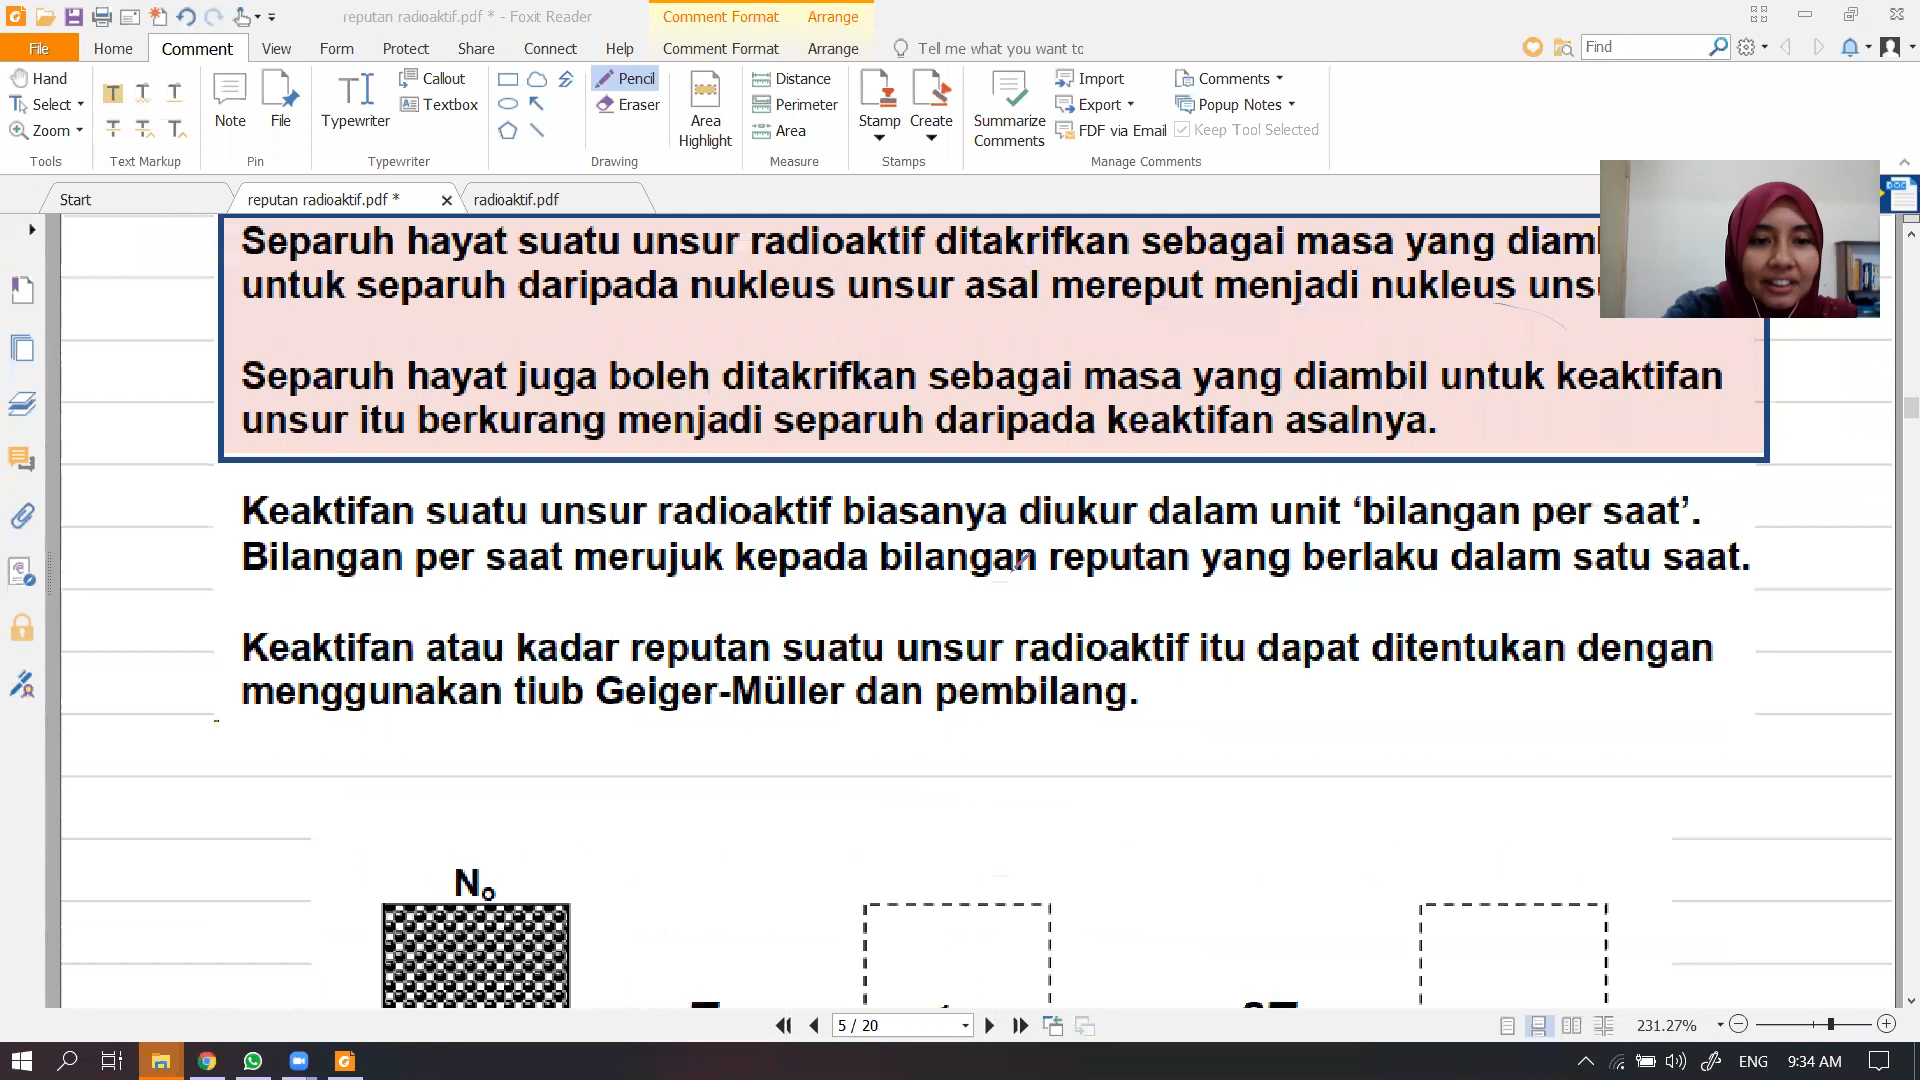 reputan radioaktif.pdf * - Foxit Reader
Comment Format Arrange
File Home Comment View Form Protect Share Connect Help Comment Format Arrange Tell me what you want to Find
Hand
Select
Zoom
Tools
Text Markup
Note
File
Pin
Typewriter
Callout
Textbox
Typewriter
Pencil
Eraser
Drawing
Area
Highlight
Distance
Perimeter
Area
Measure
Stamp
Create
Stamps
Summarize
Comments
Import
Export
FDF via Email
Comments
Popup Notes
Keep Tool Selected
Manage Comments
Start
reputan radioaktif.pdf *
radioaktif.pdf
Separuh hayat suatu unsur radioaktif ditakrifkan sebagai masa yang
untuk separuh daripada nukleus unsur asal mereput menjadi nukleus
Separuh hayat juga boleh ditakrifkan sebagai masa yang diambil untuk keaktifan
unsur itu berkurang menjadi separuh daripada keaktifan asalnya.
Keaktifan suatu unsur radioaktif biasanya diukur dalam unit ‘bilangan per saat’.
Bilangan per saat merujuk kepada bilangan reputan yang berlaku dalam satu saat.
Keaktifan atau kadar reputan suatu unsur radioaktif itu dapat ditentukan dengan
menggunakan tiub Geiger-Müller dan pembilang.
N₀
5 / 20
231.27%
ENG
9:34 AM